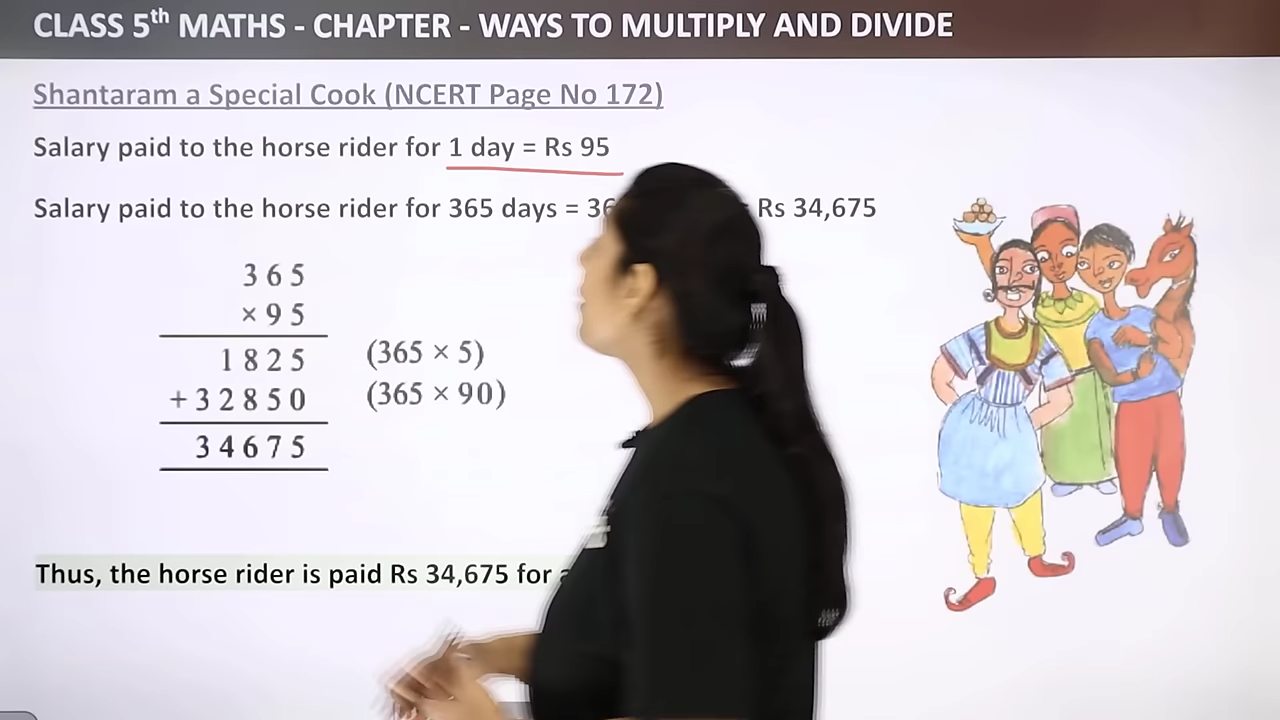 CLASS 5th MATHS - CHAPTER - WAYS TO MULTIPLY AND DIVIDE
Shantaram a Special Cook (NCERT Page No 172)
Salary paid to the horse rider for 1 day = Rs 95
Salary paid to the horse rider for 365 days = Rs 34,675
365
× 95
1825 (365 × 5)
+ 32850 (365 × 90)
34675
Thus, the horse rider is paid Rs 34,675 for